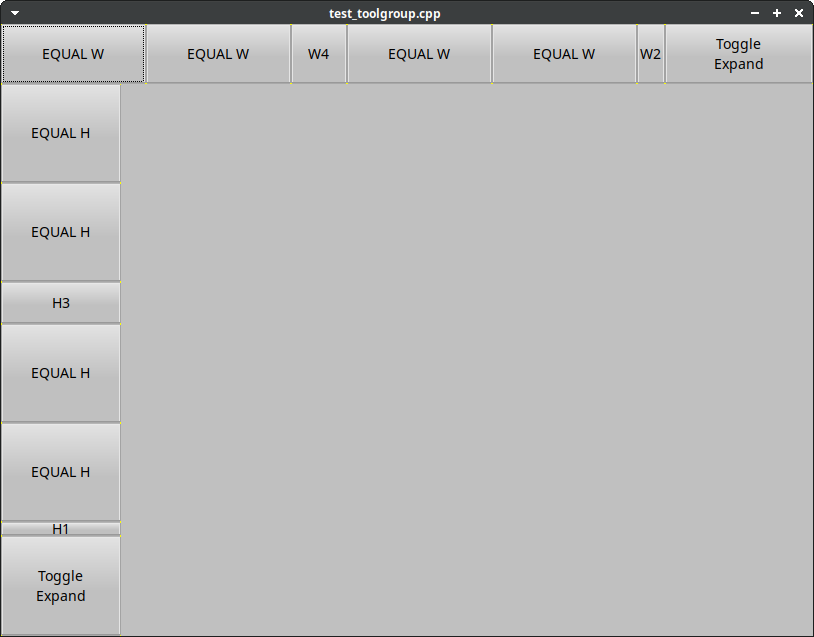 test_toolgroup.cpp
EQUAL W
EQUAL W
W4
EQUAL W
EQUAL W
W2
Toggle
Expand
EQUAL H
EQUAL H
H3
EQUAL H
EQUAL H
H1
Toggle
Expand